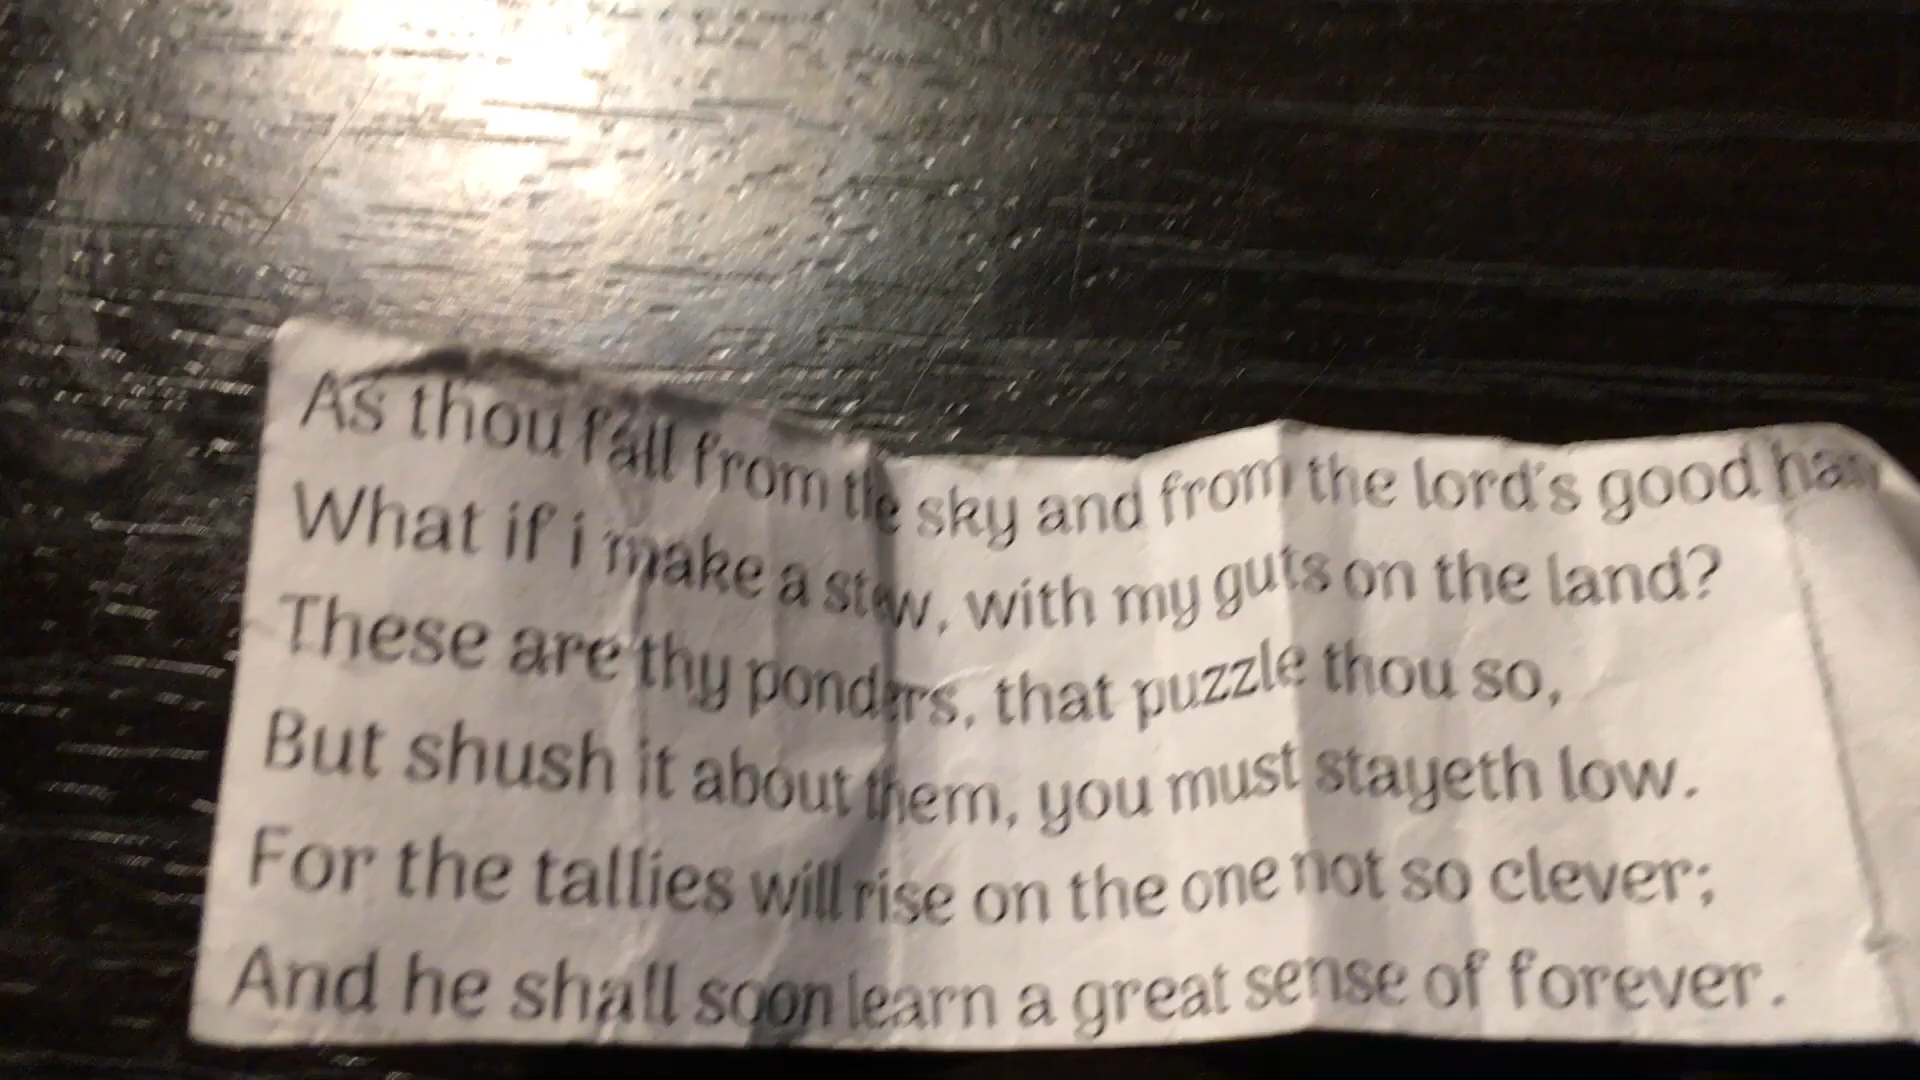 As thou fall from the sky and from the lord's good
What if i make a stew, with my guts on the land?
These are thy ponders, that puzzle thou so,
But shush it about them, you must stayeth low.
For the tallies will rise on the one not so clever;
And he shall soon learn a great sense of forever.